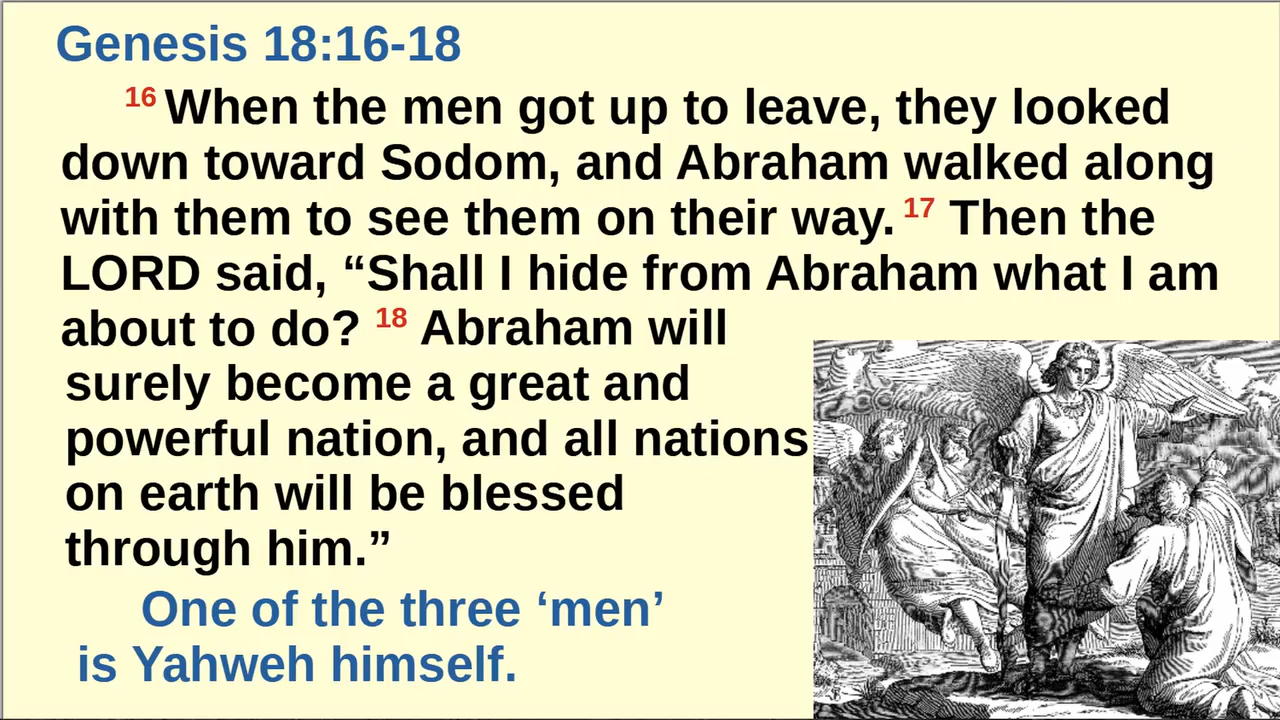 Genesis 18:16-18
16 When the men got up to leave, they looked
down toward Sodom, and Abraham walked along
with them to see them on their way. 17 Then the
LORD said, “Shall I hide from Abraham what I am
about to do? 18 Abraham will
surely become a great and
powerful nation, and all nations
on earth will be blessed
through him.”
One of the three ‘men’
is Yahweh himself.